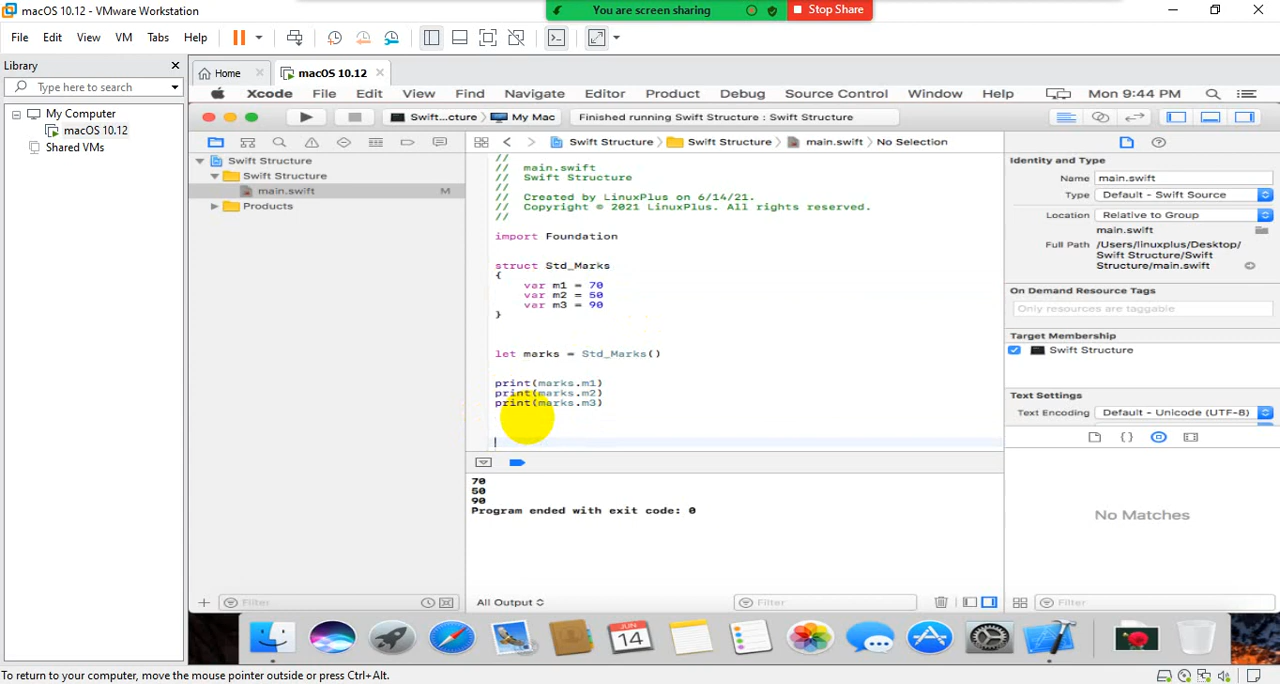 macOS 10.12 - VMware Workstation
You are screen sharing
Stop Share
File Edit View VM Tabs Help
Library
Type here to search
My Computer
macOS 10.12
Shared VMs
Home
macOS 10.12
Xcode File Edit View Find Navigate Editor Product Debug Source Control Window Help Mon 9:44 PM
Swift...cture My Mac
Finished running Swift Structure : Swift Structure
Swift Structure
Swift Structure
main.swift M
Products
Swift Structure Swift Structure main.swift No Selection
//
// main.swift
// Swift Structure
//
// Created by LinuxPlus on 6/14/21.
// Copyright © 2021 LinuxPlus. All rights reserved.
//
import Foundation
struct Std_Marks
{
var m1 = 70
var m2 = 50
var m3 = 90
}
let marks = Std_Marks()
print(marks.m1)
print(marks.m2)
print(marks.m3)
70
50
90
Program ended with exit code: 0
Identity and Type
Name main.swift
Type Default - Swift Source
Location Relative to Group
main.swift
Full Path /Users/linuxplus/Desktop/
Swift Structure/Swift
Structure/main.swift
On Demand Resource Tags
Only resources are taggable
Target Membership
Swift Structure
Text Settings
Text Encoding Default - Unicode (UTF-8)
No Matches
Filter
All Output
Filter
Filter
JUN
14
To return to your computer, move the mouse pointer outside or press Ctrl+Alt.